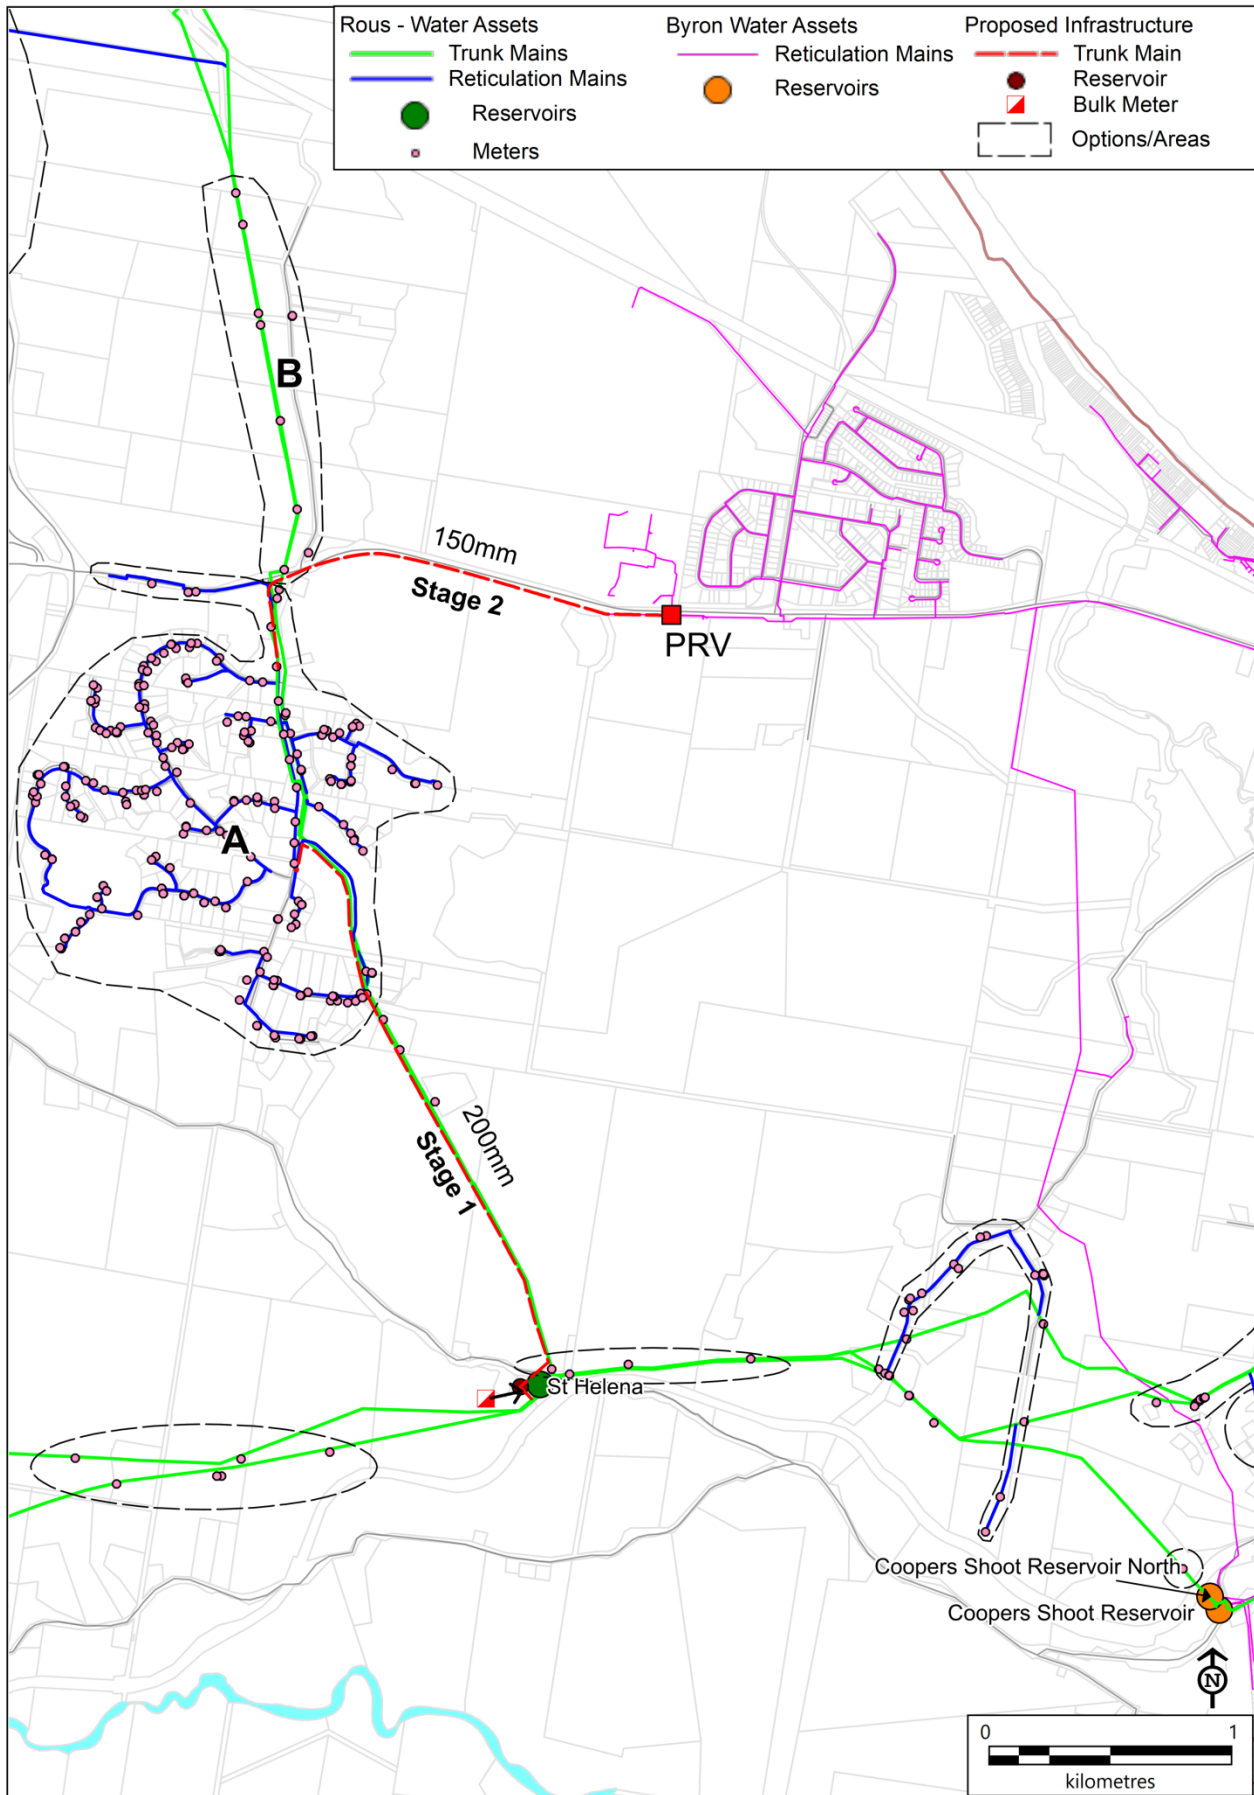 Rous - Water Assets
Trunk Mains
Reticulation Mains
Reservoirs
Meters
Byron Water Assets
Reticulation Mains
Reservoirs
Proposed Infrastructure
Trunk Main
Reservoir
Bulk Meter
Options/Areas
B
150mm
Stage 2
PRV
A
200mm
Stage 1
St Helena
Coopers Shoot Reservoir North
Coopers Shoot Reservoir
N
0 1
kilometres